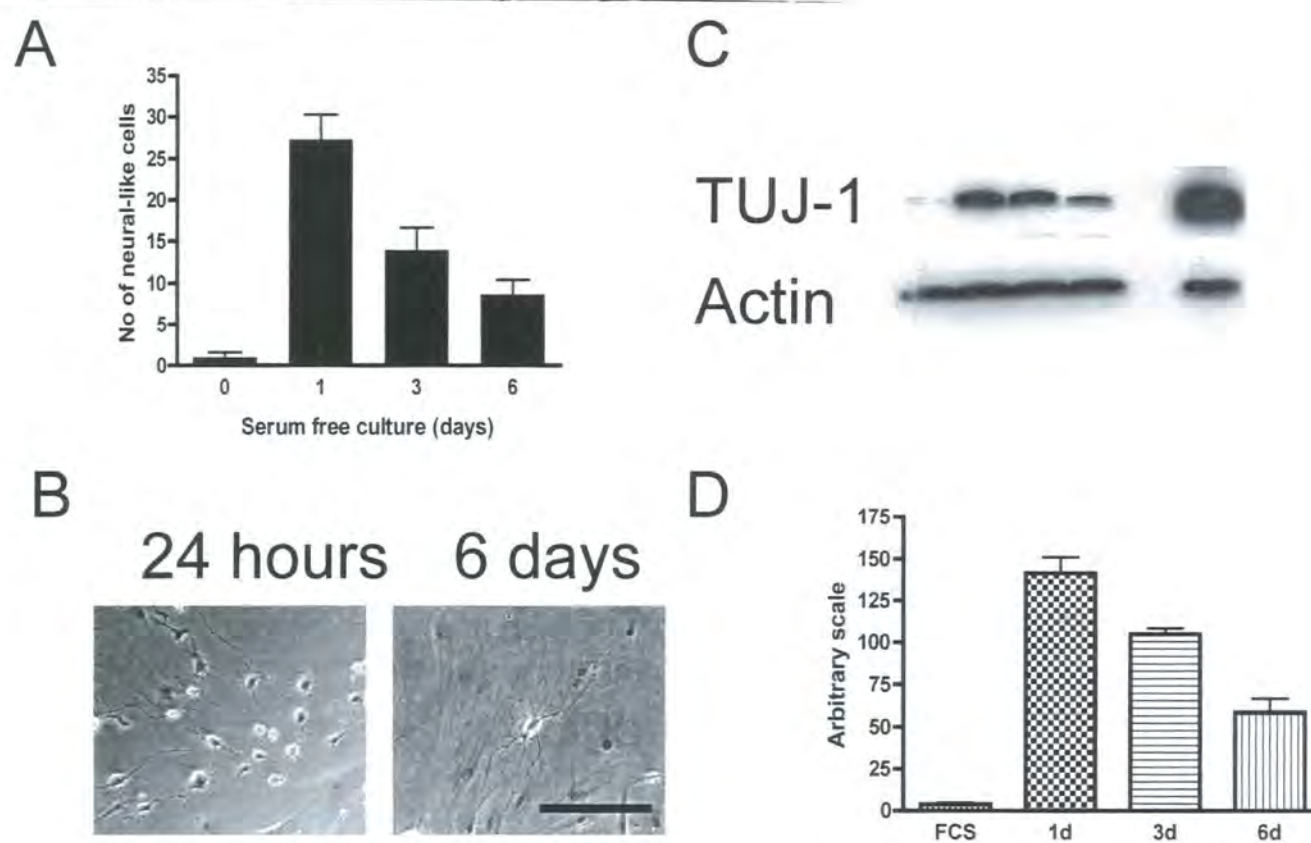 A
No of neural-like cells
35
30
25
20
15
10
5
0
0 1 3 6
Serum free culture (days)
B
24 hours 6 days
C
TUJ-1
Actin
D
Arbitrary scale
175
150
125
100
75
50
25
0
FCS 1d 3d 6d